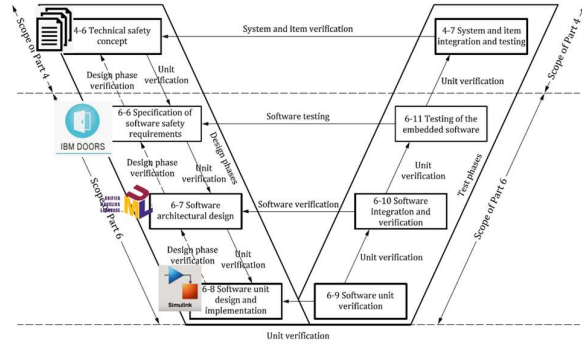 4-6 Technical safety
concept
System and item verification
4-7 System and item
integration and testing
Scope of Part 4
Scope of Part 4
Design phase
verification
Unit
verification
Unit verification
6-6 Specification of
software safety
requirements
Software testing
6-11 Testing of the
embedded software
IBM DOORS
Design phase
verification
Unit
verification
Design phases
Unit
verification
Test phases
Scope of Part 6
Scope of Part 6
UNIFIED
MODELING
LANGUAGE
UML
6-7 Software
architectural design
Software verification
6-10 Software
integration and
verification
Design phase
verification
Unit
verification
Unit verification
Simulink
6-8 Software unit
design and
implementation
6-9 Software unit
verification
Unit verification